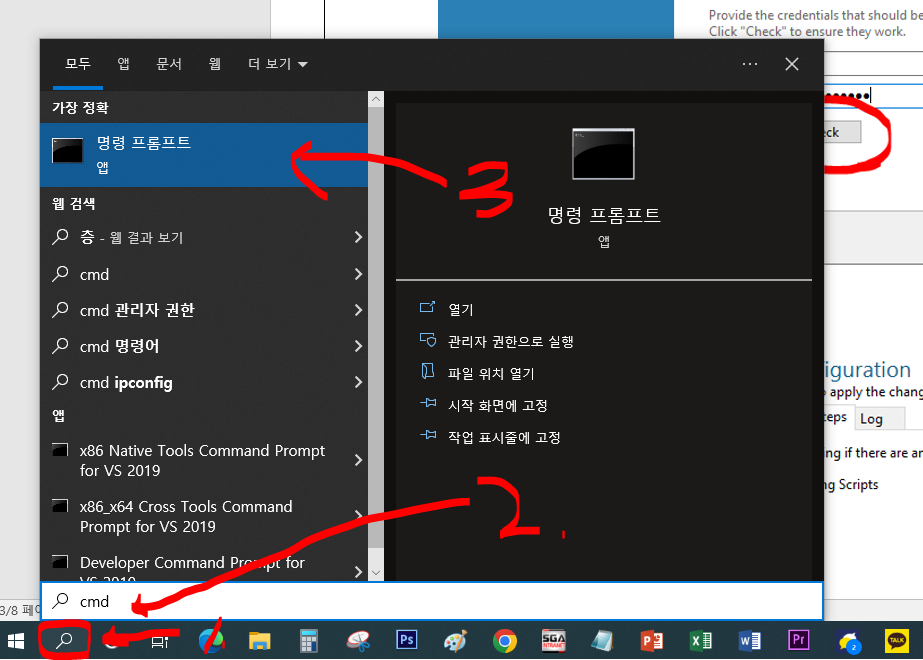 Provide the credentials that should be
Click "Check" to ensure they work.
모두 앱 문서 웹 더 보기
가장 정확
명령 프롬프트
앱
웹 검색
층 - 웹 결과 보기
cmd
cmd 관리자 권한
cmd 명령어
cmd ipconfig
앱
x86 Native Tools Command Prompt
for VS 2019
x86_x64 Cross Tools Command
Prompt for VS 2019
Developer Command Prompt for
VS 2019
cmd
명령 프롬프트
앱
열기
관리자 권한으로 실행
파일 위치 열기
시작 화면에 고정
작업 표시줄에 고정
3
2.
eck
iguration
apply the chang
teps Log
ing if there are an
ng Scripts
3/8 페이
Ps
SGA
INTRANET
Pr
2
TALK